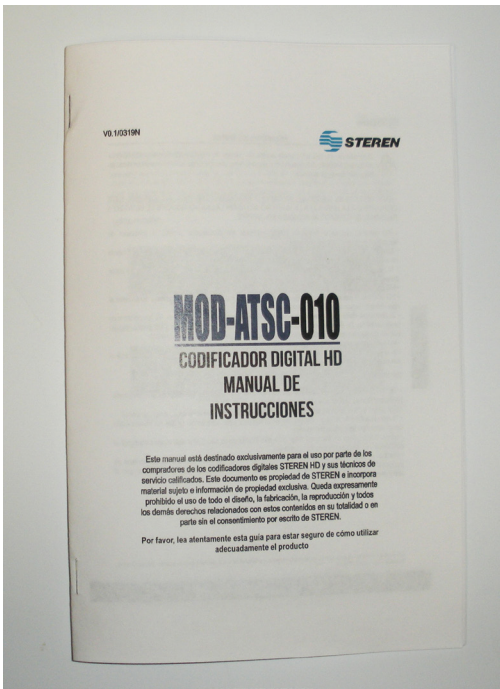 V0.1/0319N
STEREN
MOD-ATSC-010
CODIFICADOR DIGITAL HD
MANUAL DE
INSTRUCCIONES
Este manual está destinado exclusivamente para el uso por parte de los
compradores de los codificadores digitales STEREN HD y sus técnicos de
servicio calificados. Este documento es propiedad de STEREN e incorpora
material sujeto e información de propiedad exclusiva. Queda expresamente
prohibido el uso de todo el diseño, la fabricación, la reproducción y todos
los demás derechos relacionados con estos contenidos en su totalidad o en
parte sin el consentimiento por escrito de STEREN.
Por favor, lea atentamente esta guía para estar seguro de cómo utilizar
adecuadamente el producto